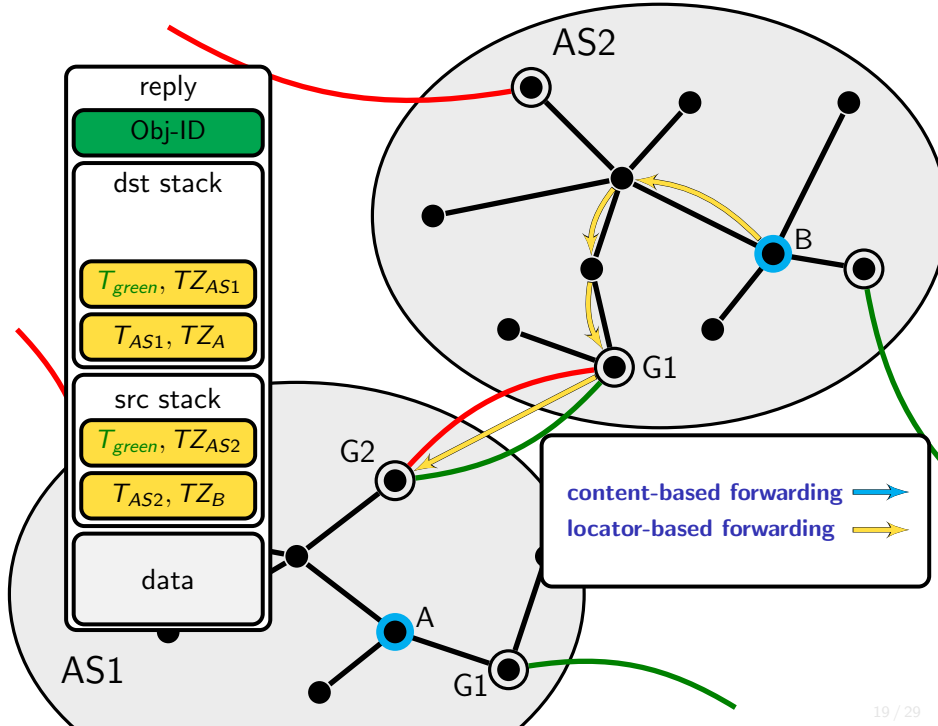 AS2
reply
Obj-ID
dst stack
T_green, TZ_AS1
T_AS1, TZ_A
src stack
T_green, TZ_AS2
T_AS2, TZ_B
data
B
G1
G2
content-based forwarding
locator-based forwarding
A
AS1
G1
19 / 29